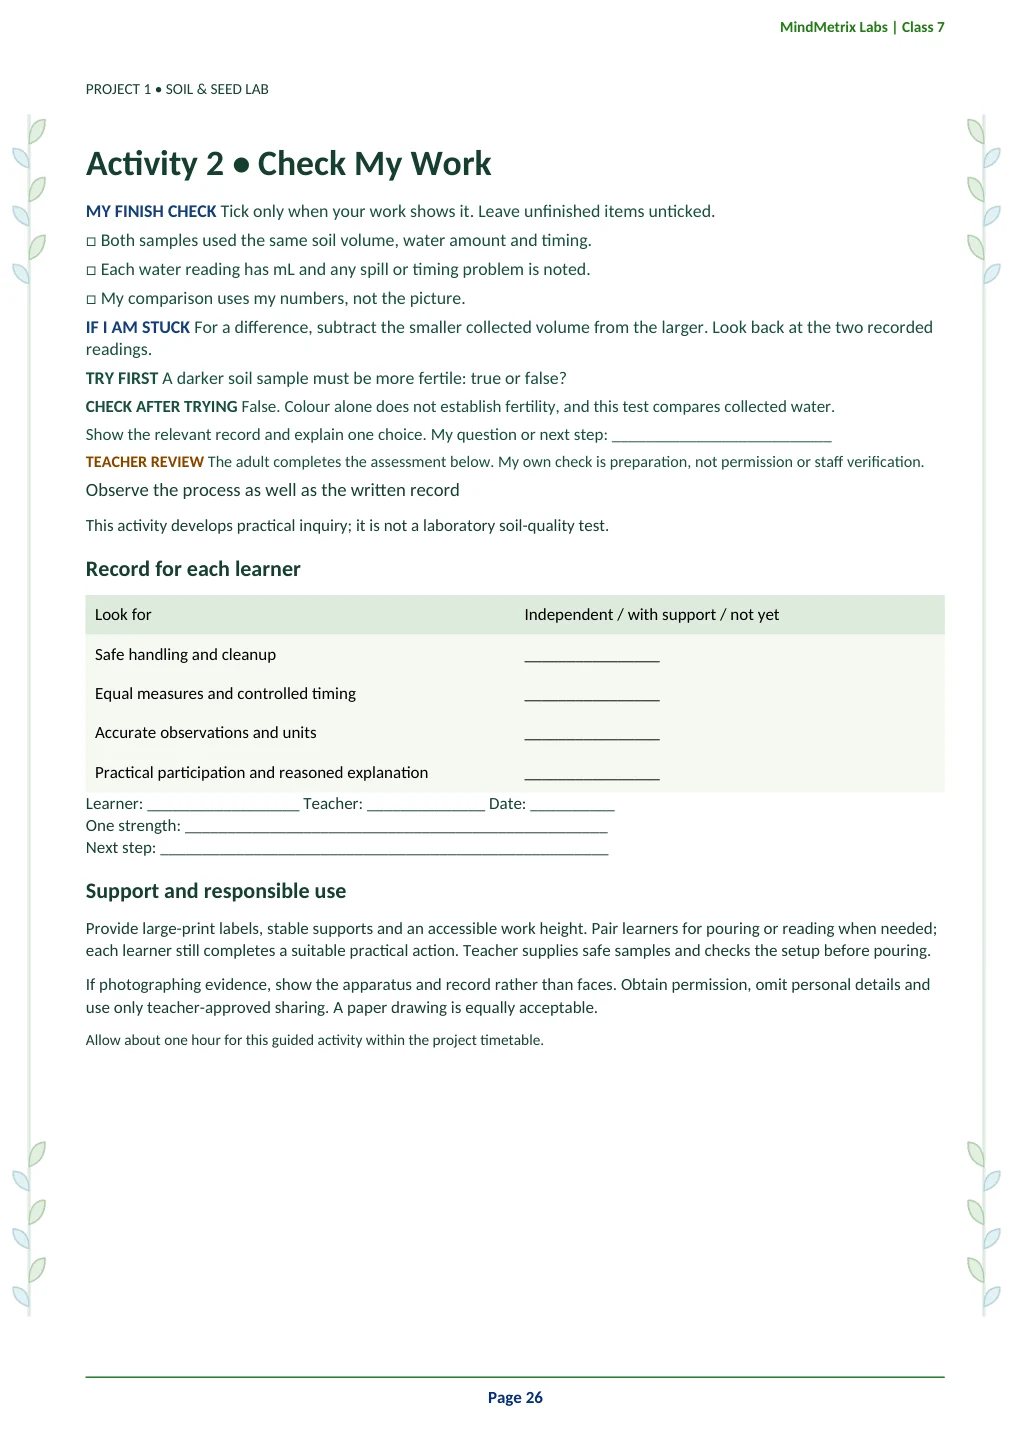 MindMetrix Labs | Class 7
PROJECT 1 • SOIL & SEED LAB
Activity 2 • Check My Work
MY FINISH CHECK Tick only when your work shows it. Leave unfinished items unticked.
□ Both samples used the same soil volume, water amount and timing.
□ Each water reading has mL and any spill or timing problem is noted.
□ My comparison uses my numbers, not the picture.
IF I AM STUCK For a difference, subtract the smaller collected volume from the larger. Look back at the two recorded
readings.
TRY FIRST A darker soil sample must be more fertile: true or false?
CHECK AFTER TRYING False. Colour alone does not establish fertility, and this test compares collected water.
Show the relevant record and explain one choice. My question or next step: __________________________
TEACHER REVIEW The adult completes the assessment below. My own check is preparation, not permission or staff verification.
Observe the process as well as the written record
This activity develops practical inquiry; it is not a laboratory soil-quality test.
Record for each learner
Look for Independent / with support / not yet
Safe handling and cleanup ________________
Equal measures and controlled timing ________________
Accurate observations and units ________________
Practical participation and reasoned explanation ________________
Learner: __________________ Teacher: ______________ Date: __________
One strength: __________________________________________________
Next step: _____________________________________________________
Support and responsible use
Provide large-print labels, stable supports and an accessible work height. Pair learners for pouring or reading when needed;
each learner still completes a suitable practical action. Teacher supplies safe samples and checks the setup before pouring.
If photographing evidence, show the apparatus and record rather than faces. Obtain permission, omit personal details and
use only teacher-approved sharing. A paper drawing is equally acceptable.
Allow about one hour for this guided activity within the project timetable.
Page 26